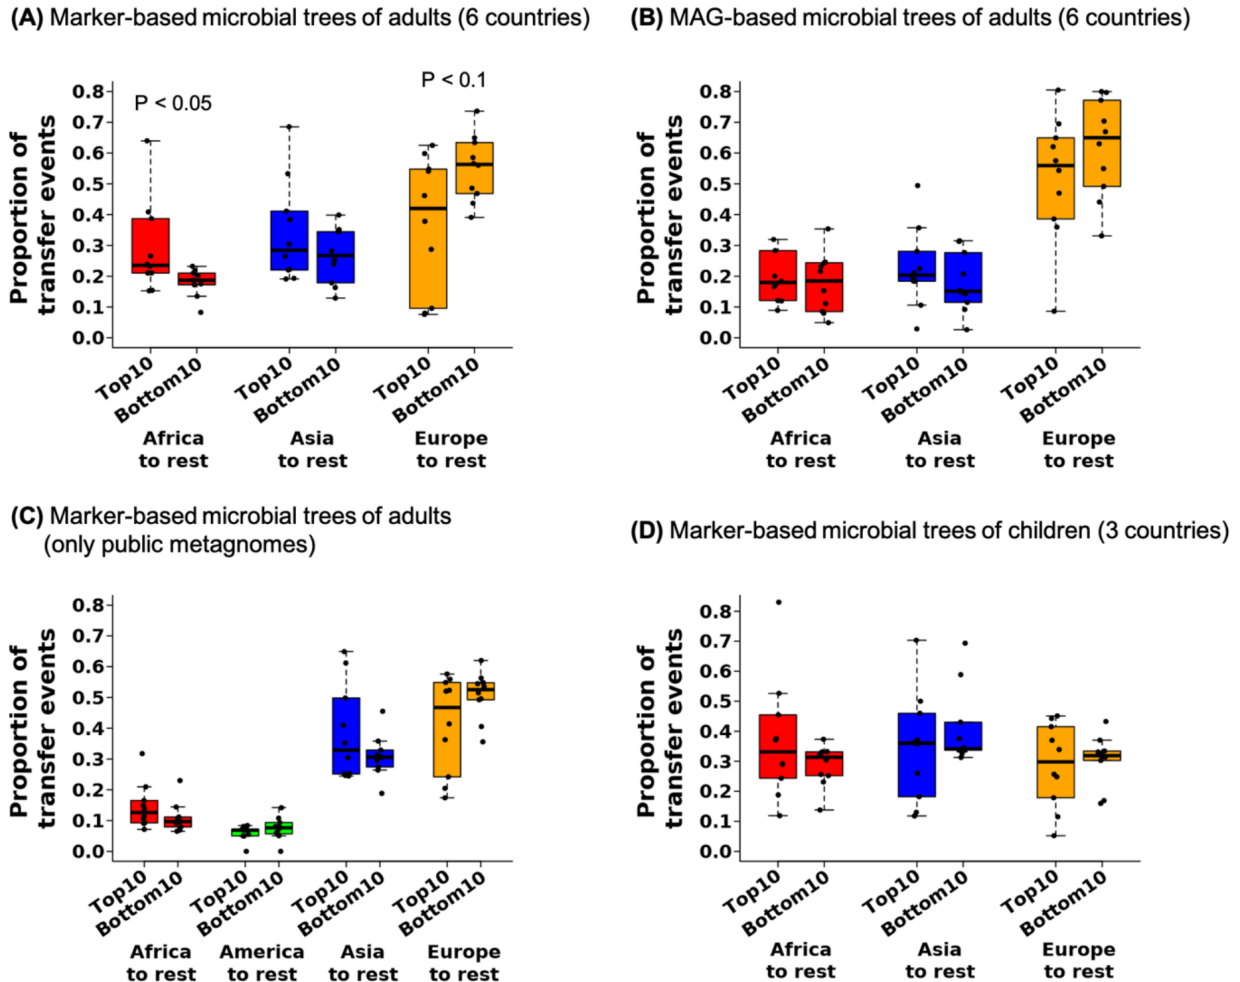 (A) Marker-based microbial trees of adults (6 countries)
P < 0.05
P < 0.1
Proportion of
transfer events
0.8
0.7
0.6
0.5
0.4
0.3
0.2
0.1
0.0
Top10
Bottom10
Top10
Bottom10
Top10
Bottom10
Africa
to rest
Asia
to rest
Europe
to rest
(B) MAG-based microbial trees of adults (6 countries)
Proportion of
transfer events
0.8
0.7
0.6
0.5
0.4
0.3
0.2
0.1
0.0
Top10
Bottom10
Top10
Bottom10
Top10
Bottom10
Africa
to rest
Asia
to rest
Europe
to rest
(C) Marker-based microbial trees of adults
(only public metagnomes)
Proportion of
transfer events
0.8
0.7
0.6
0.5
0.4
0.3
0.2
0.1
0.0
Top10
Bottom10
Top10
Bottom10
Top10
Bottom10
Top10
Bottom10
Africa
to rest
America
to rest
Asia
to rest
Europe
to rest
(D) Marker-based microbial trees of children (3 countries)
Proportion of
transfer events
0.8
0.7
0.6
0.5
0.4
0.3
0.2
0.1
0.0
Top10
Bottom10
Top10
Bottom10
Top10
Bottom10
Africa
to rest
Asia
to rest
Europe
to rest